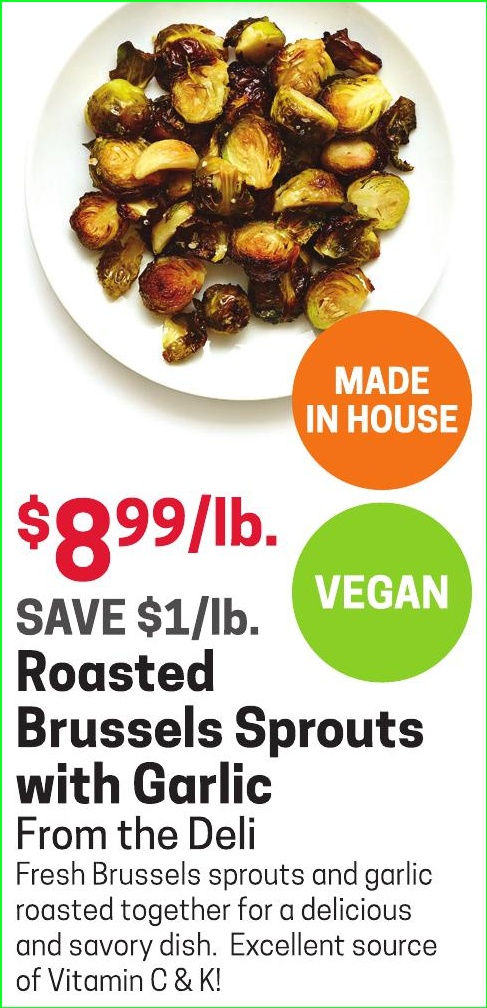 MADE
IN HOUSE
$8.99/lb.
VEGAN
SAVE $1/lb.
Roasted
Brussels Sprouts
with Garlic
From the Deli
Fresh Brussels sprouts and garlic
roasted together for a delicious
and savory dish. Excellent source
of Vitamin C & K!